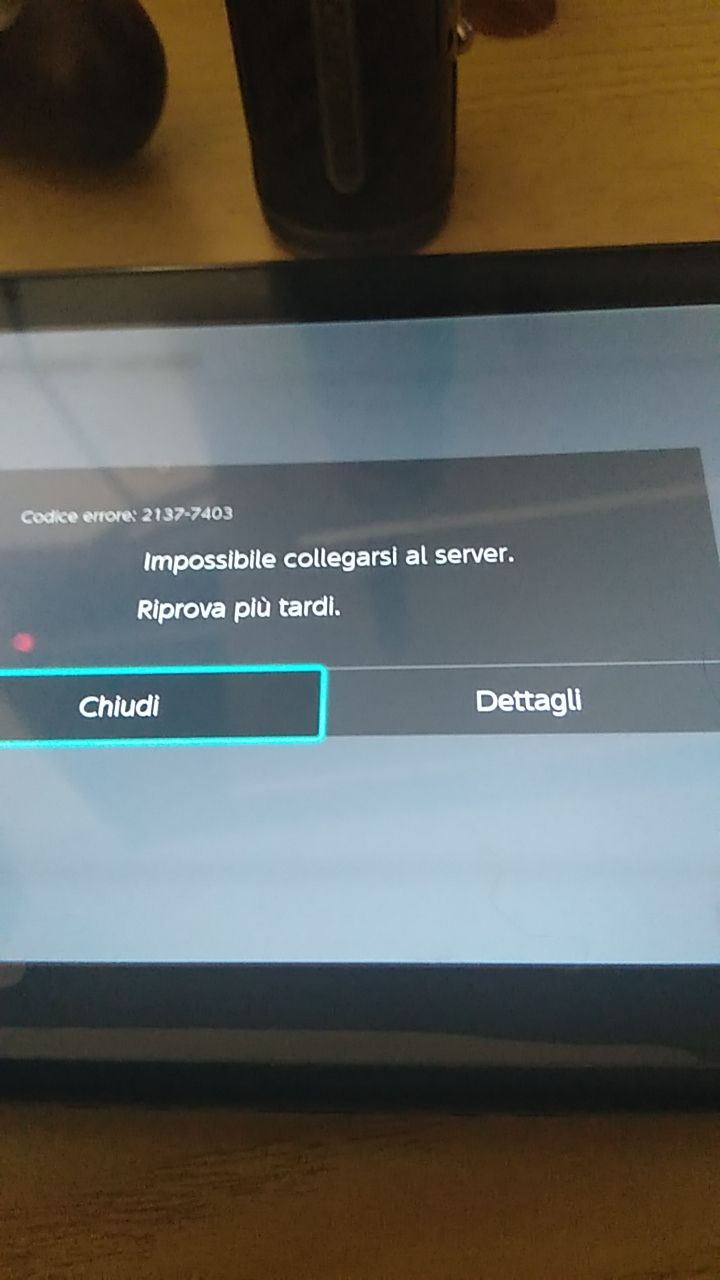 Codice errore: 2137-7403
Impossibile collegarsi al server.
Riprova più tardi.
Chiudi
Dettagli